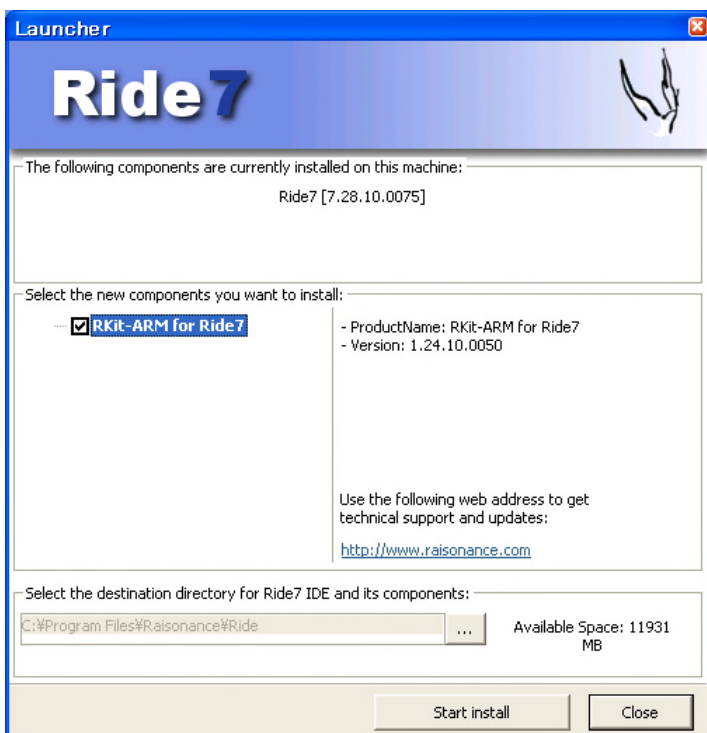 Launcher
Ride7
The following components are currently installed on this machine:
Ride7 [7.28.10.0075]
Select the new components you want to install:
RKit-ARM for Ride7
- ProductName: RKit-ARM for Ride7
- Version: 1.24.10.0050
Use the following web address to get
technical support and updates:
http://www.raisonance.com
Select the destination directory for Ride7 IDE and its components:
C:¥Program Files¥Raisonance¥Ride
...
Available Space: 11931
MB
Start install
Close